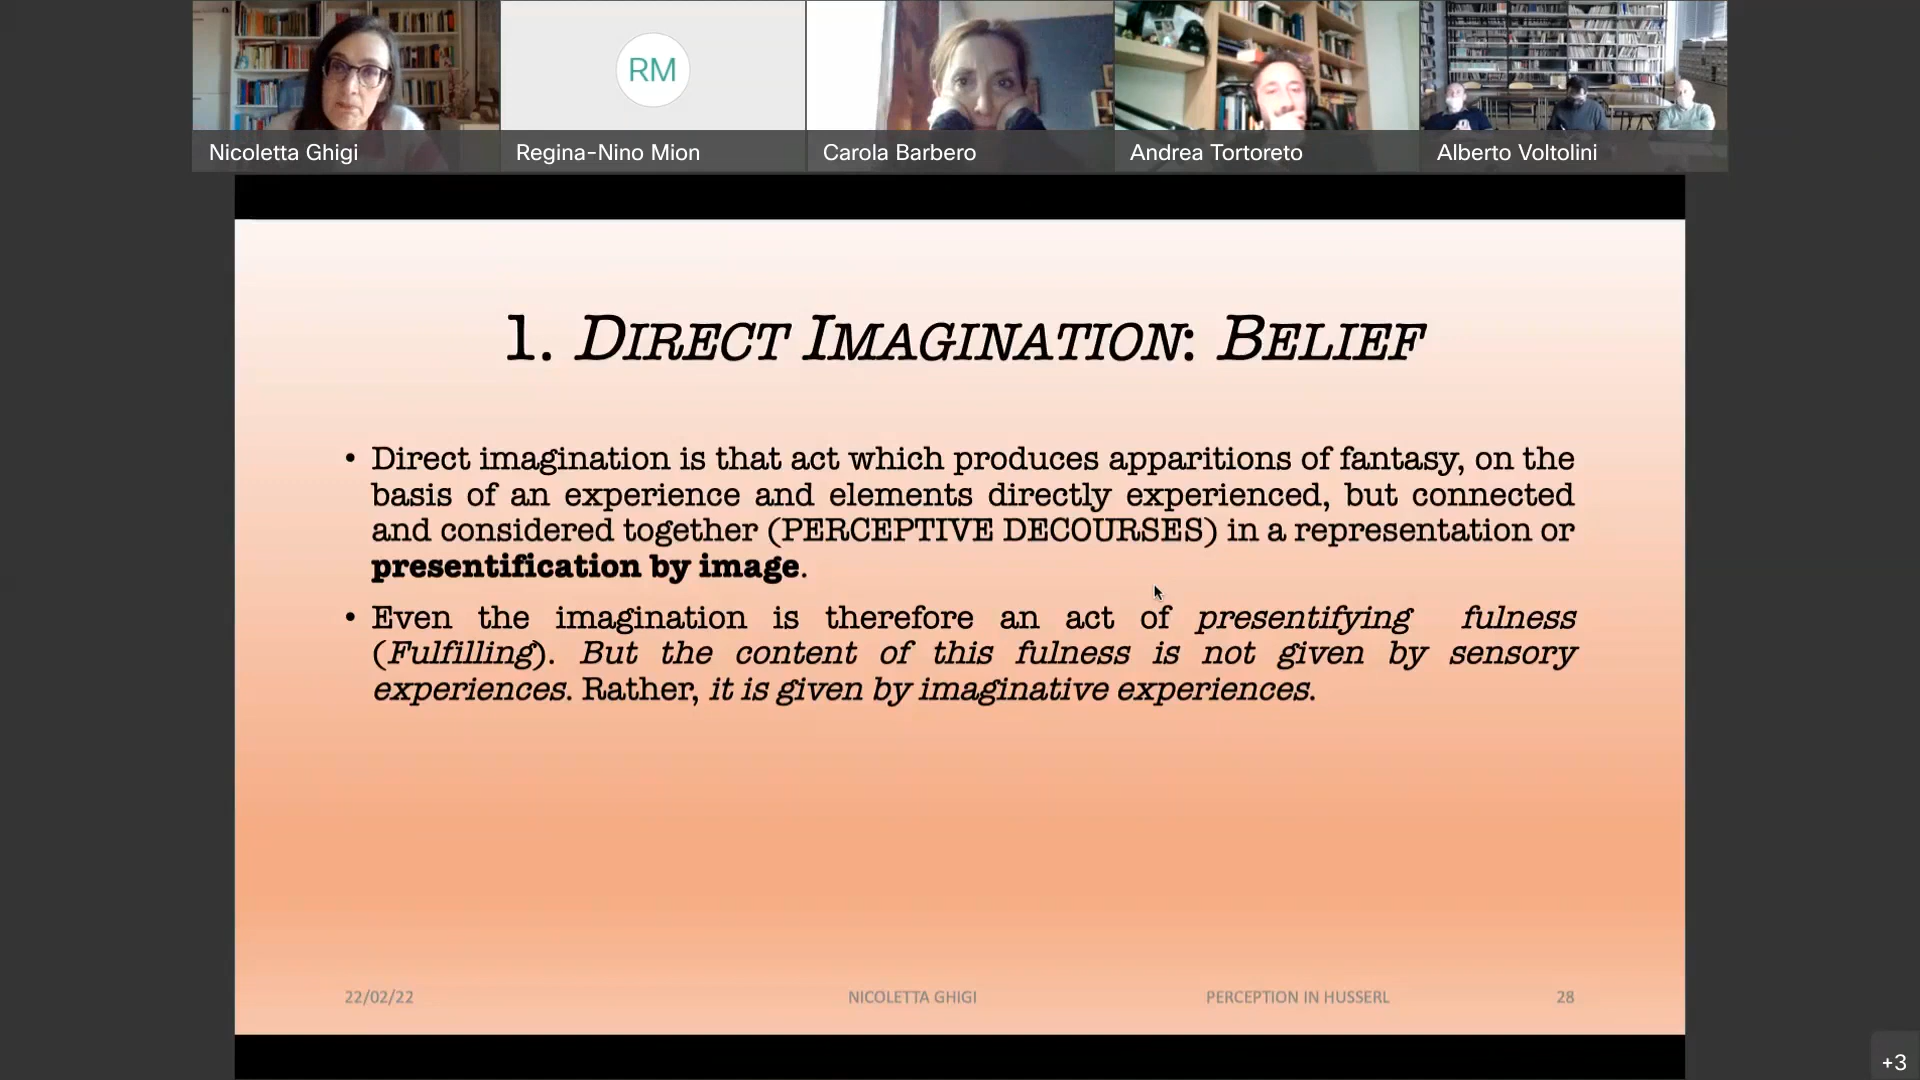 RM
Nicoletta Ghigi
Regina-Nino Mion
Carola Barbero
Andrea Tortoreto
Alberto Voltolini
1. DIRECT IMAGINATION: BELIEF
• Direct imagination is that act which produces apparitions of fantasy, on the
basis of an experience and elements directly experienced, but connected
and considered together (PERCEPTIVE DECOURSES) in a representation or
presentification by image.
• Even the imagination is therefore an act of presentifying fulness
(Fulfilling). But the content of this fulness is not given by sensory
experiences. Rather, it is given by imaginative experiences.
22/02/22
NICOLETTA GHIGI
PERCEPTION IN HUSSERL
28
+3